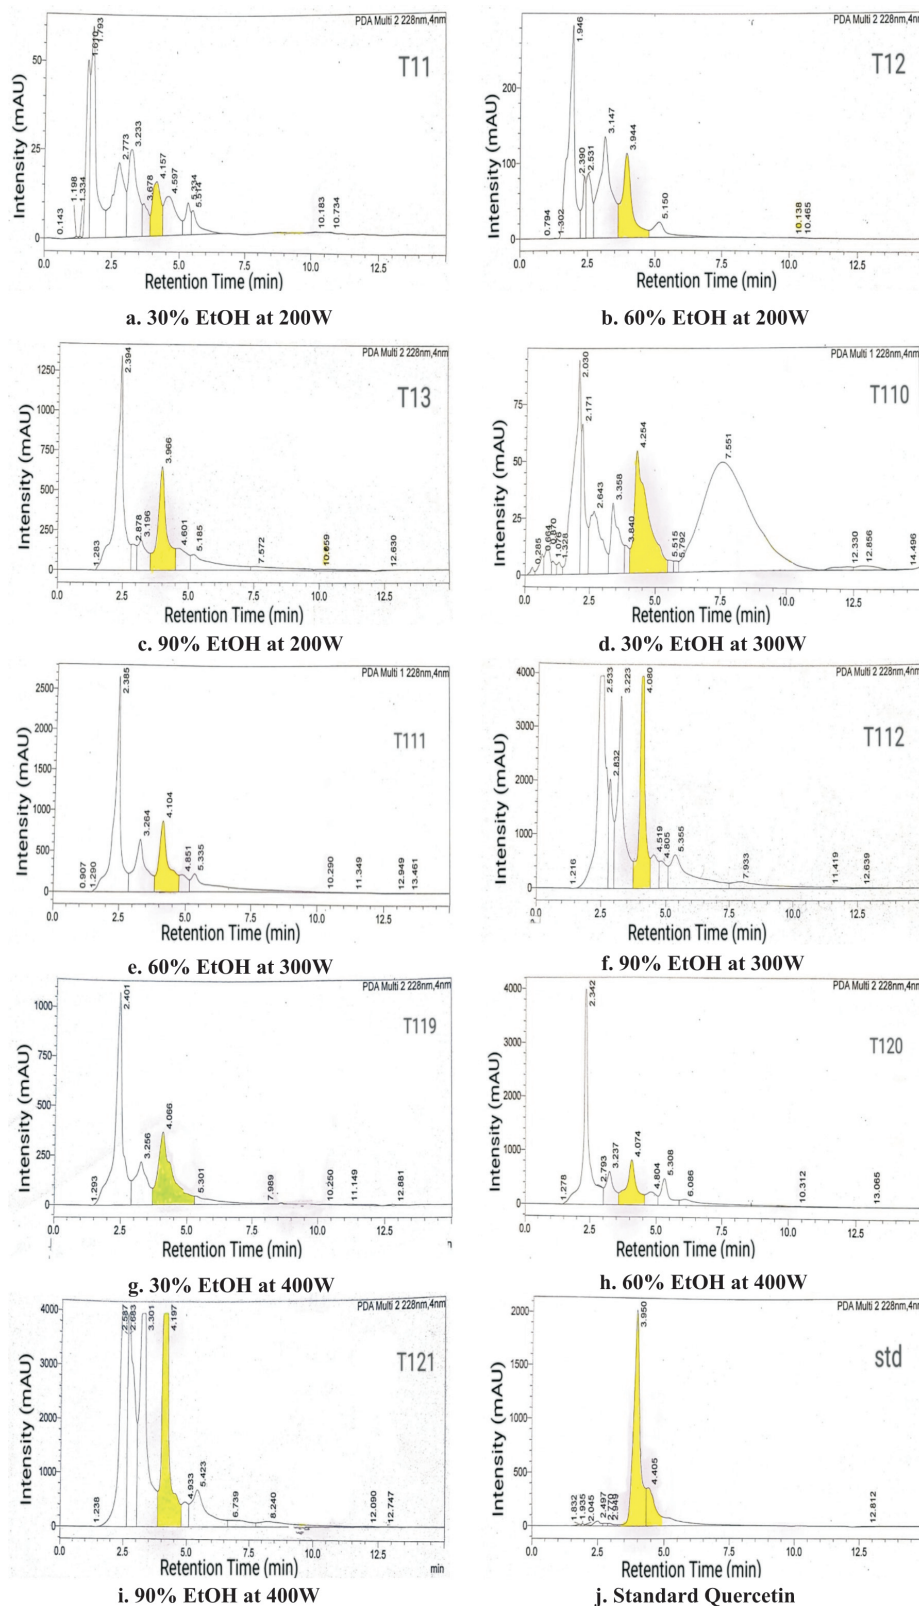 PDA Multi 2 228nm,4nm
T11
Intensity (mAU)
50
25
0
0.143
1.198
1.334
1.610
1.793
2.773
3.233
3.678
4.157
4.597
5.334
5.514
10.183
10.734
0.0 2.5 5.0 7.5 10.0 12.5
Retention Time (min)
a. 30% EtOH at 200W
PDA Multi 2 228nm,4nm
T12
Intensity (mAU)
200
100
0
0.794
1.302
1.946
2.390
2.531
3.147
3.944
5.150
10.138
10.465
0.0 2.5 5.0 7.5 10.0 12.5
Retention Time (min)
b. 60% EtOH at 200W
PDA Multi 2 228nm,4nm
T13
Intensity (mAU)
1250
1000
750
500
250
0
1.283
2.394
2.878
3.196
3.966
4.601
5.185
7.572
10.659
12.630
0.0 2.5 5.0 7.5 10.0 12.5
Retention Time (min)
c. 90% EtOH at 200W
PDA Multi 1 228nm,4nm
T110
Intensity (mAU)
75
50
25
0
0.285
0.664
0.870
1.076
1.328
2.030
2.171
2.643
3.358
3.840
4.254
5.515
5.792
7.551
12.330
12.856
14.496
0.0 2.5 5.0 7.5 10.0 12.5
Retention Time (min)
d. 30% EtOH at 300W
PDA Multi 1 228nm,4nm
T111
Intensity (mAU)
2500
2000
1500
1000
500
0
0.907
1.290
2.385
3.264
4.104
4.851
5.335
10.290
11.349
12.949
13.461
0.0 2.5 5.0 7.5 10.0 12.5
Retention Time (min)
e. 60% EtOH at 300W
PDA Multi 2 228nm,4nm
T112
Intensity (mAU)
4000
3000
2000
1000
0
1.216
2.533
2.832
3.223
4.080
4.519
4.805
5.355
7.933
11.419
12.639
0.0 2.5 5.0 7.5 10.0 12.5
Retention Time (min)
f. 90% EtOH at 300W
PDA Multi 2 228nm,4nm
T119
Intensity (mAU)
1000
750
500
250
0
1.293
2.401
3.256
4.066
5.301
7.989
10.250
11.149
12.881
0.0 2.5 5.0 7.5 10.0 12.5
Retention Time (min)
g. 30% EtOH at 400W
PDA Multi 2 228nm,4nm
T120
Intensity (mAU)
4000
3000
2000
1000
0
1.278
2.342
2.793
3.237
4.074
4.804
5.308
6.086
10.312
13.065
0.0 2.5 5.0 7.5 10.0 12.5
Retention Time (min)
h. 60% EtOH at 400W
PDA Multi 2 228nm,4nm
T121
Intensity (mAU)
4000
3000
2000
1000
0
1.238
2.587
2.683
3.301
4.197
4.933
5.423
6.739
8.240
12.090
12.747
0.0 2.5 5.0 7.5 10.0 12.5
Retention Time (min)
min
i. 90% EtOH at 400W
PDA Multi 2 228nm,4nm
std
Intensity (mAU)
2000
1500
1000
500
0
1.832
1.935
2.045
2.497
2.949
3.950
4.405
12.812
0.0 2.5 5.0 7.5 10.0 12.5
Retention Time (min)
j. Standard Quercetin